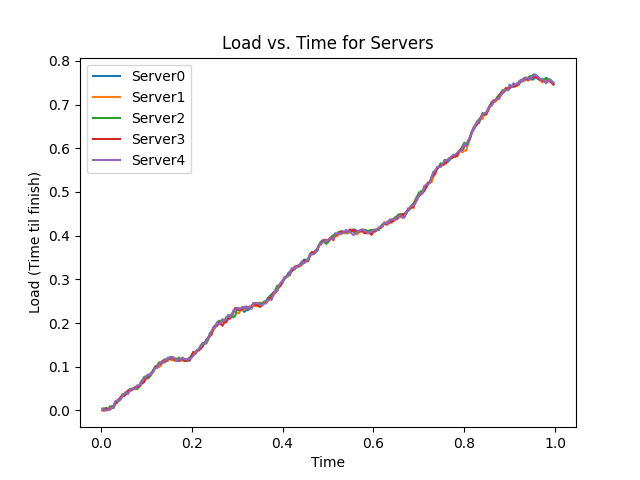 Load vs. Time for Servers
Server0
Server1
Server2
Server3
Server4
0.8
0.7
0.6
0.5
0.4
0.3
0.2
0.1
0.0
Load (Time til finish)
0.0 0.2 0.4 0.6 0.8 1.0
Time